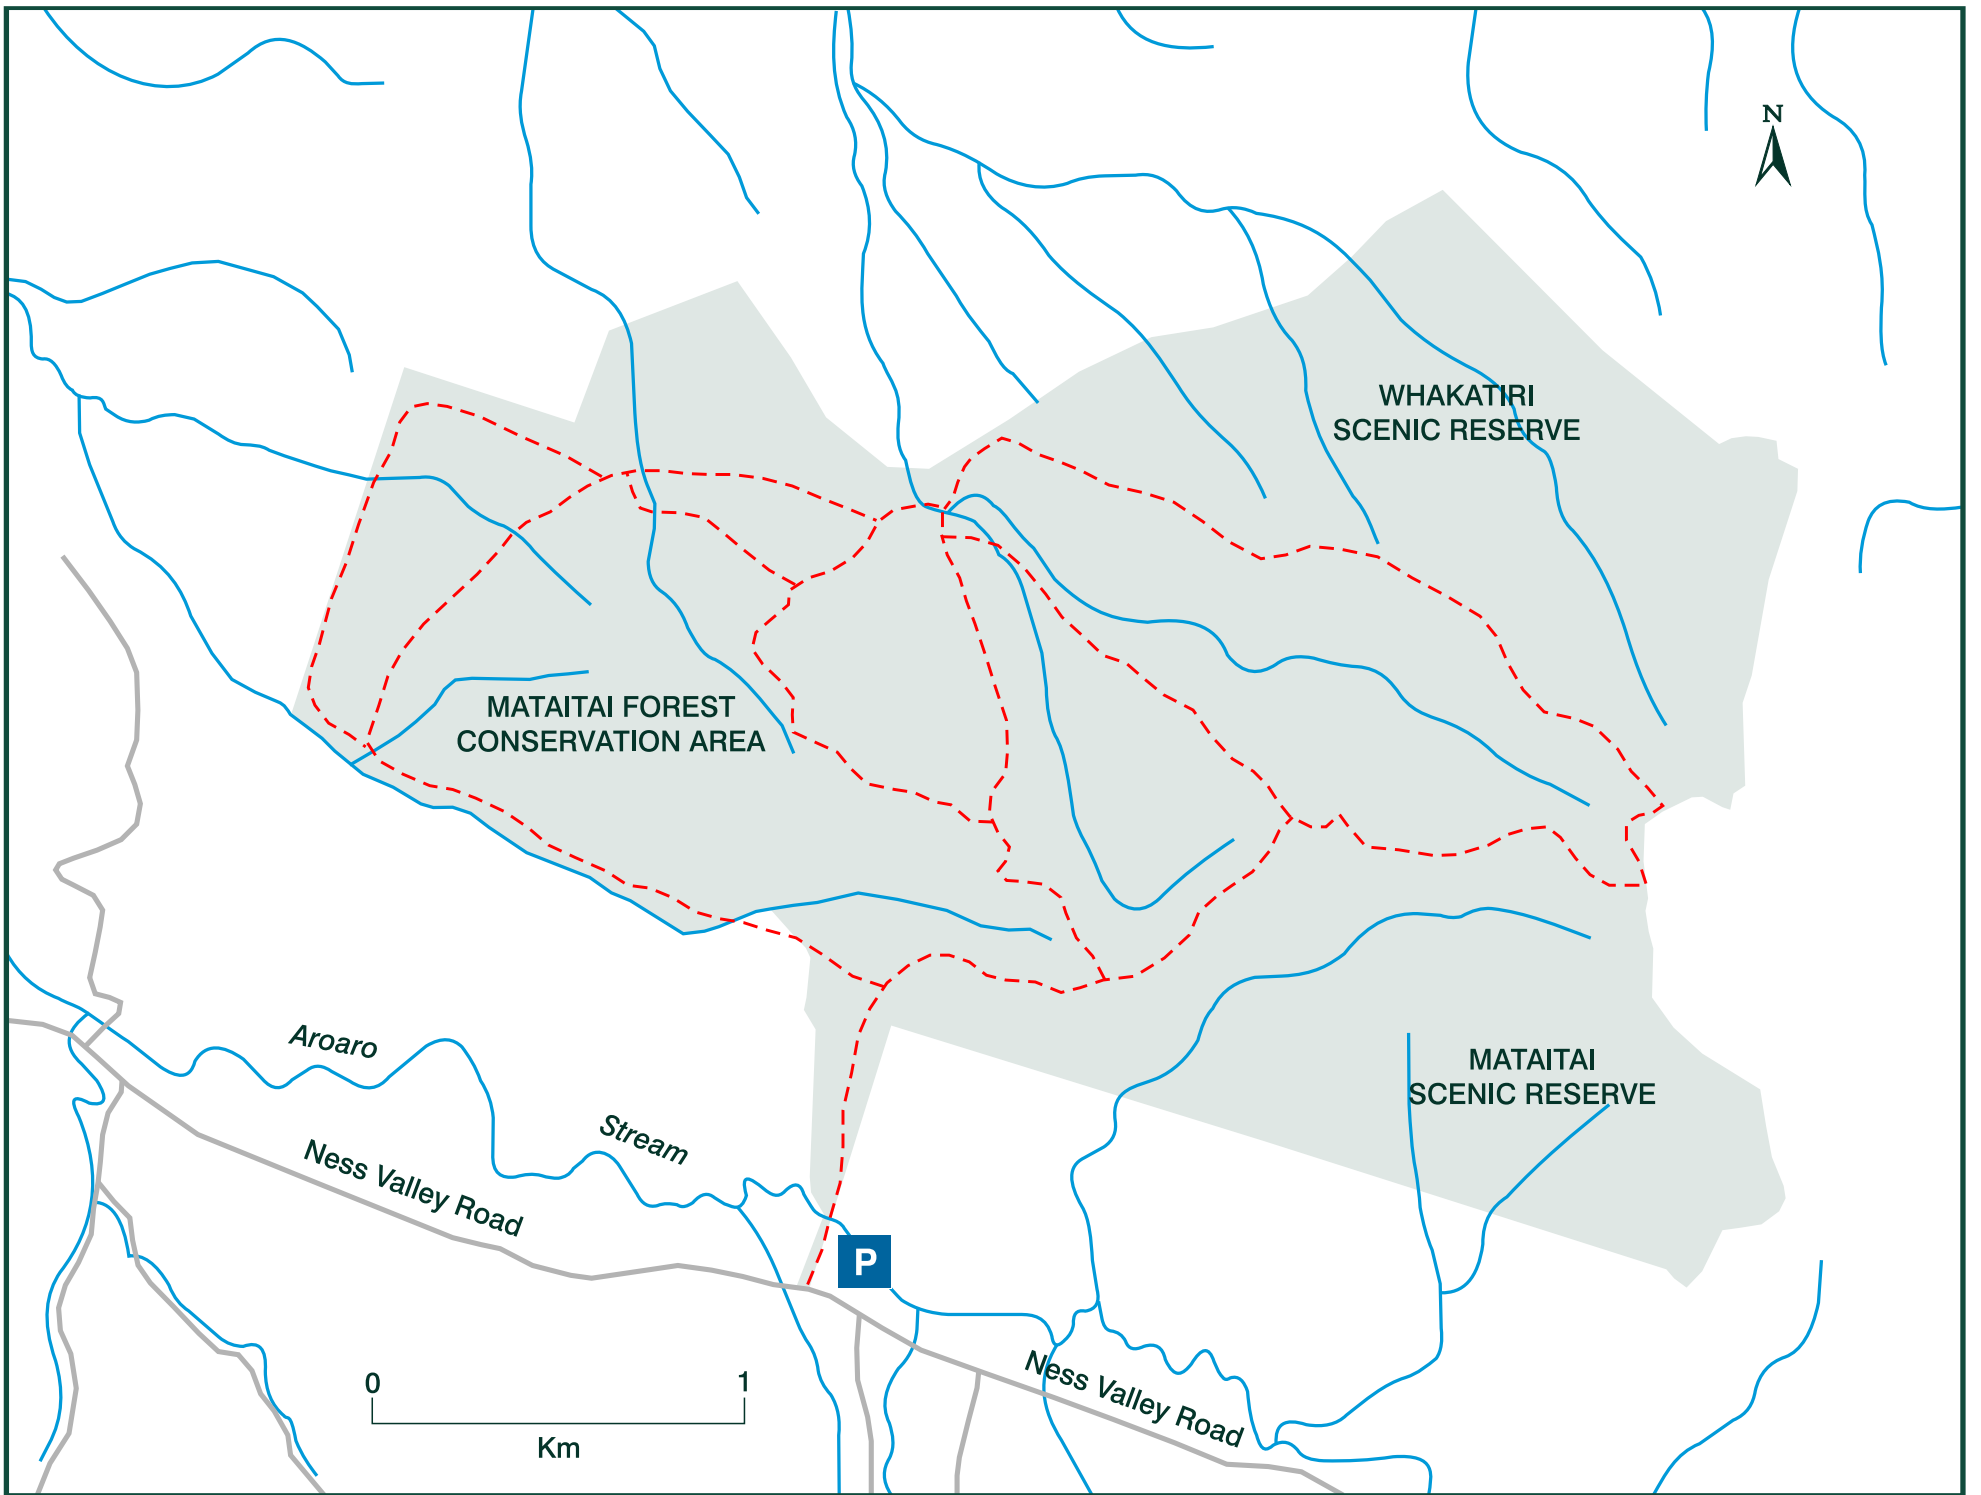 N
WHAKATIRI
SCENIC RESERVE
MATAITAI FOREST
CONSERVATION AREA
Aroaro
Stream
MATAITAI
SCENIC RESERVE
Ness Valley Road
P
Ness Valley Road
0 1
Km